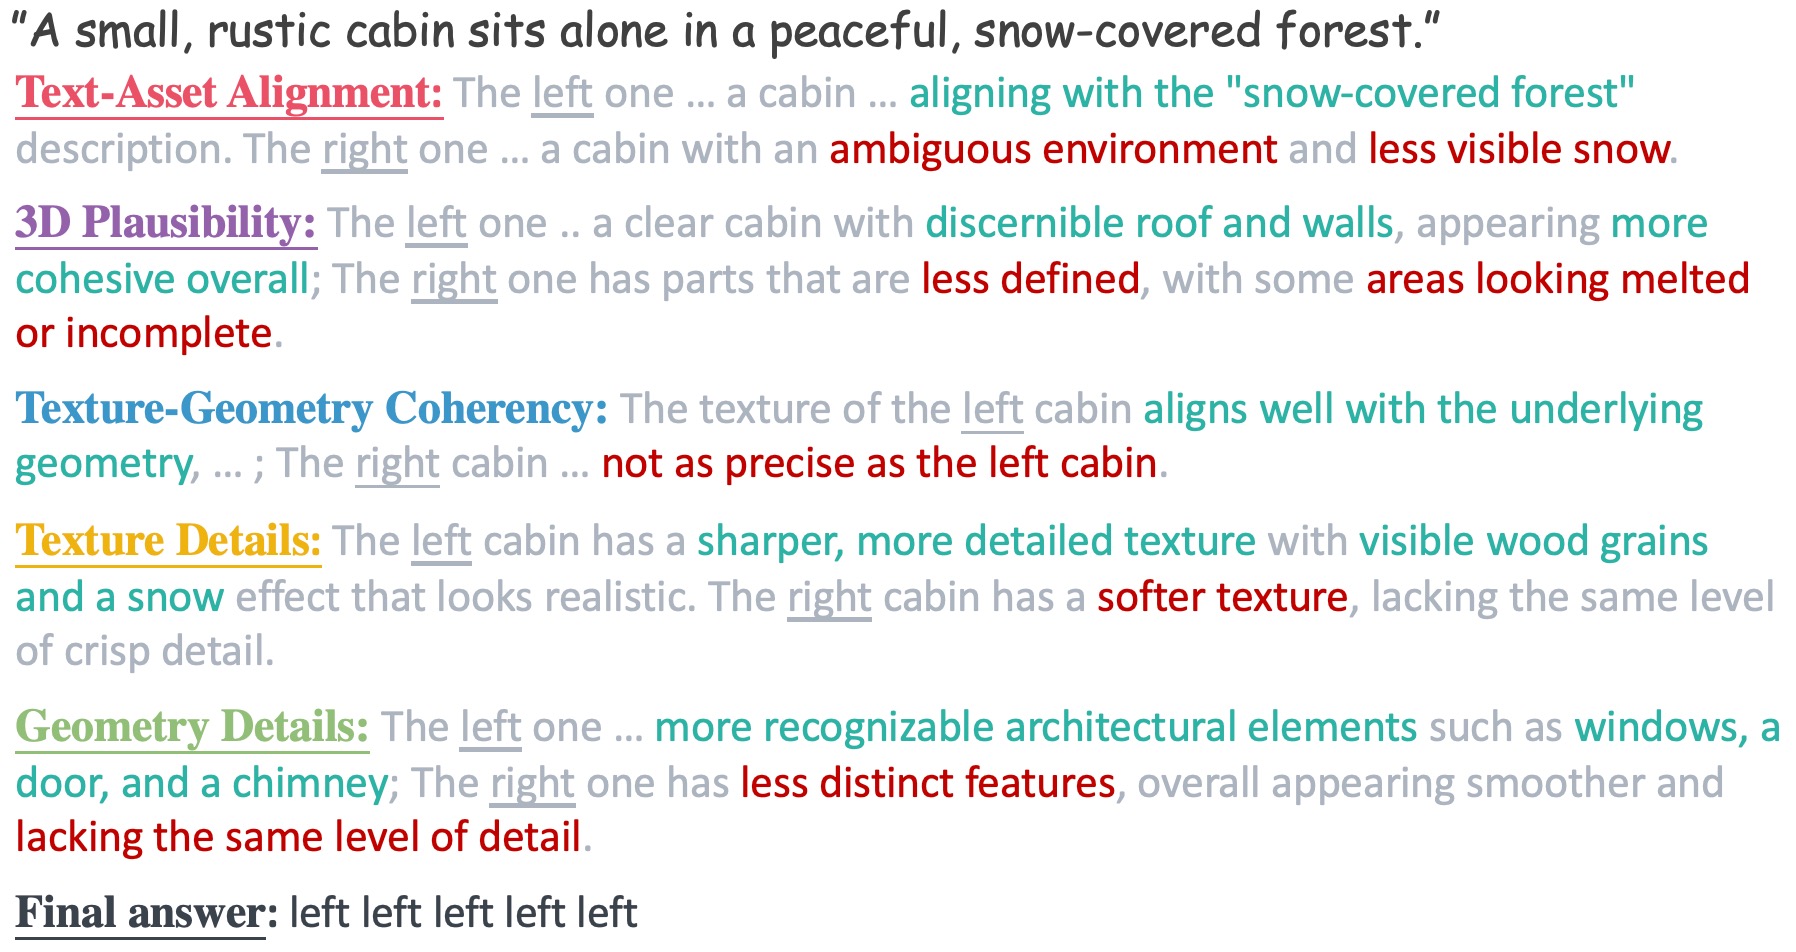 "A small, rustic cabin sits alone in a peaceful, snow-covered forest."
Text-Asset Alignment: The left one ... a cabin ... aligning with the "snow-covered forest"
description. The right one ... a cabin with an ambiguous environment and less visible snow.
3D Plausibility: The left one .. a clear cabin with discernible roof and walls, appearing more
cohesive overall; The right one has parts that are less defined, with some areas looking melted
or incomplete.
Texture-Geometry Coherency: The texture of the left cabin aligns well with the underlying
geometry, ... ; The right cabin ... not as precise as the left cabin.
Texture Details: The left cabin has a sharper, more detailed texture with visible wood grains
and a snow effect that looks realistic. The right cabin has a softer texture, lacking the same level
of crisp detail.
Geometry Details: The left one ... more recognizable architectural elements such as windows, a
door, and a chimney; The right one has less distinct features, overall appearing smoother and
lacking the same level of detail.
Final answer: left left left left left